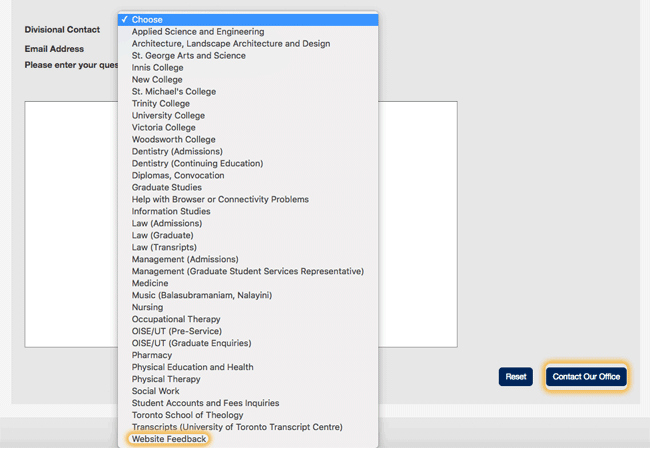 Choose
Divisional Contact
Applied Science and Engineering
Architecture, Landscape Architecture and Design
Email Address
St. George Arts and Science
Please enter your ques
Innis College
New College
St. Michael's College
Trinity College
University College
Victoria College
Woodsworth College
Dentistry (Admissions)
Dentistry (Continuing Education)
Diplomas, Convocation
Graduate Studies
Help with Browser or Connectivity Problems
Information Studies
Law (Admissions)
Law (Graduate)
Law (Transripts)
Management (Admissions)
Management (Graduate Student Services Representative)
Medicine
Music (Balasubramaniam, Nalayini)
Nursing
Occupational Therapy
OISE/UT (Pre-Service)
OISE/UT (Graduate Enquiries)
Pharmacy
Physical Education and Health
Physical Therapy
Social Work
Student Accounts and Fees Inquiries
Toronto School of Theology
Transcripts (University of Toronto Transcript Centre)
Website Feedback
Reset
Contact Our Office